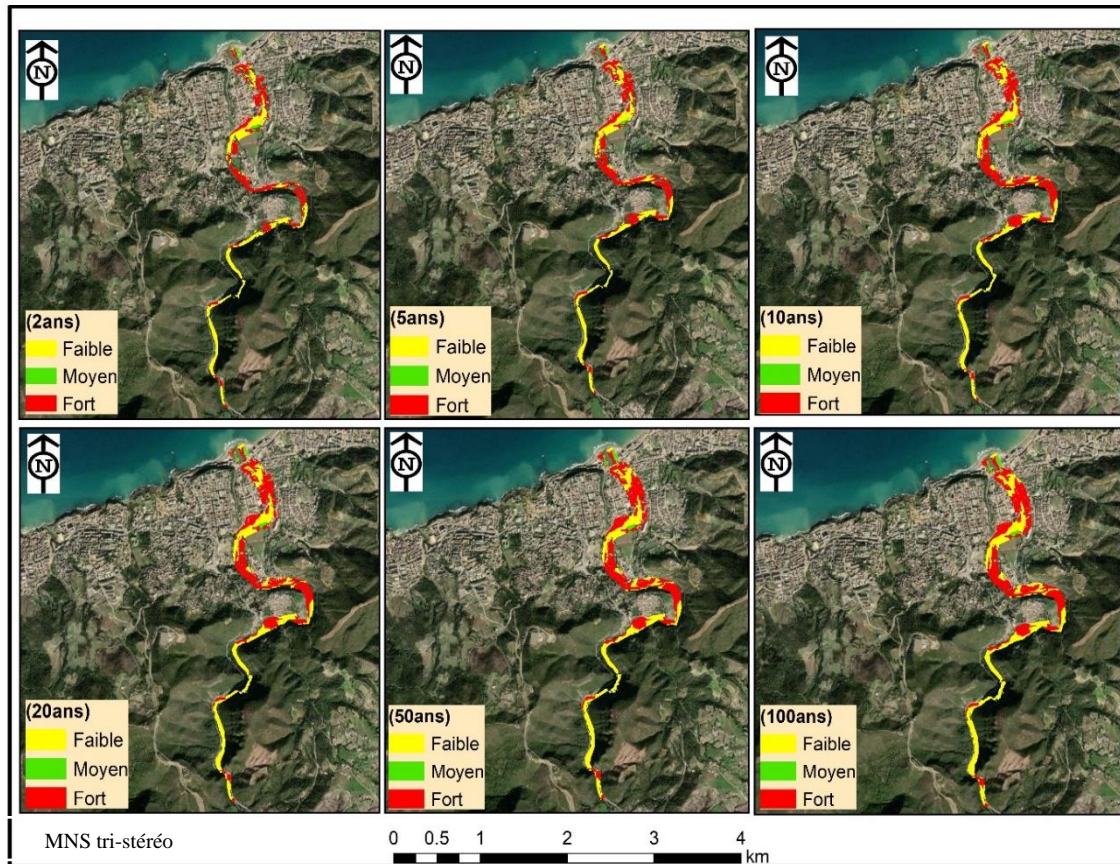 N
N
N
(2ans)
Faible
Moyen
Fort
(5ans)
Faible
Moyen
Fort
(10ans)
Faible
Moyen
Fort
N
N
N
(20ans)
Faible
Moyen
Fort
(50ans)
Faible
Moyen
Fort
(100ans)
Faible
Moyen
Fort
MNS tri-stéréo
0 0.5 1 2 3 4
km